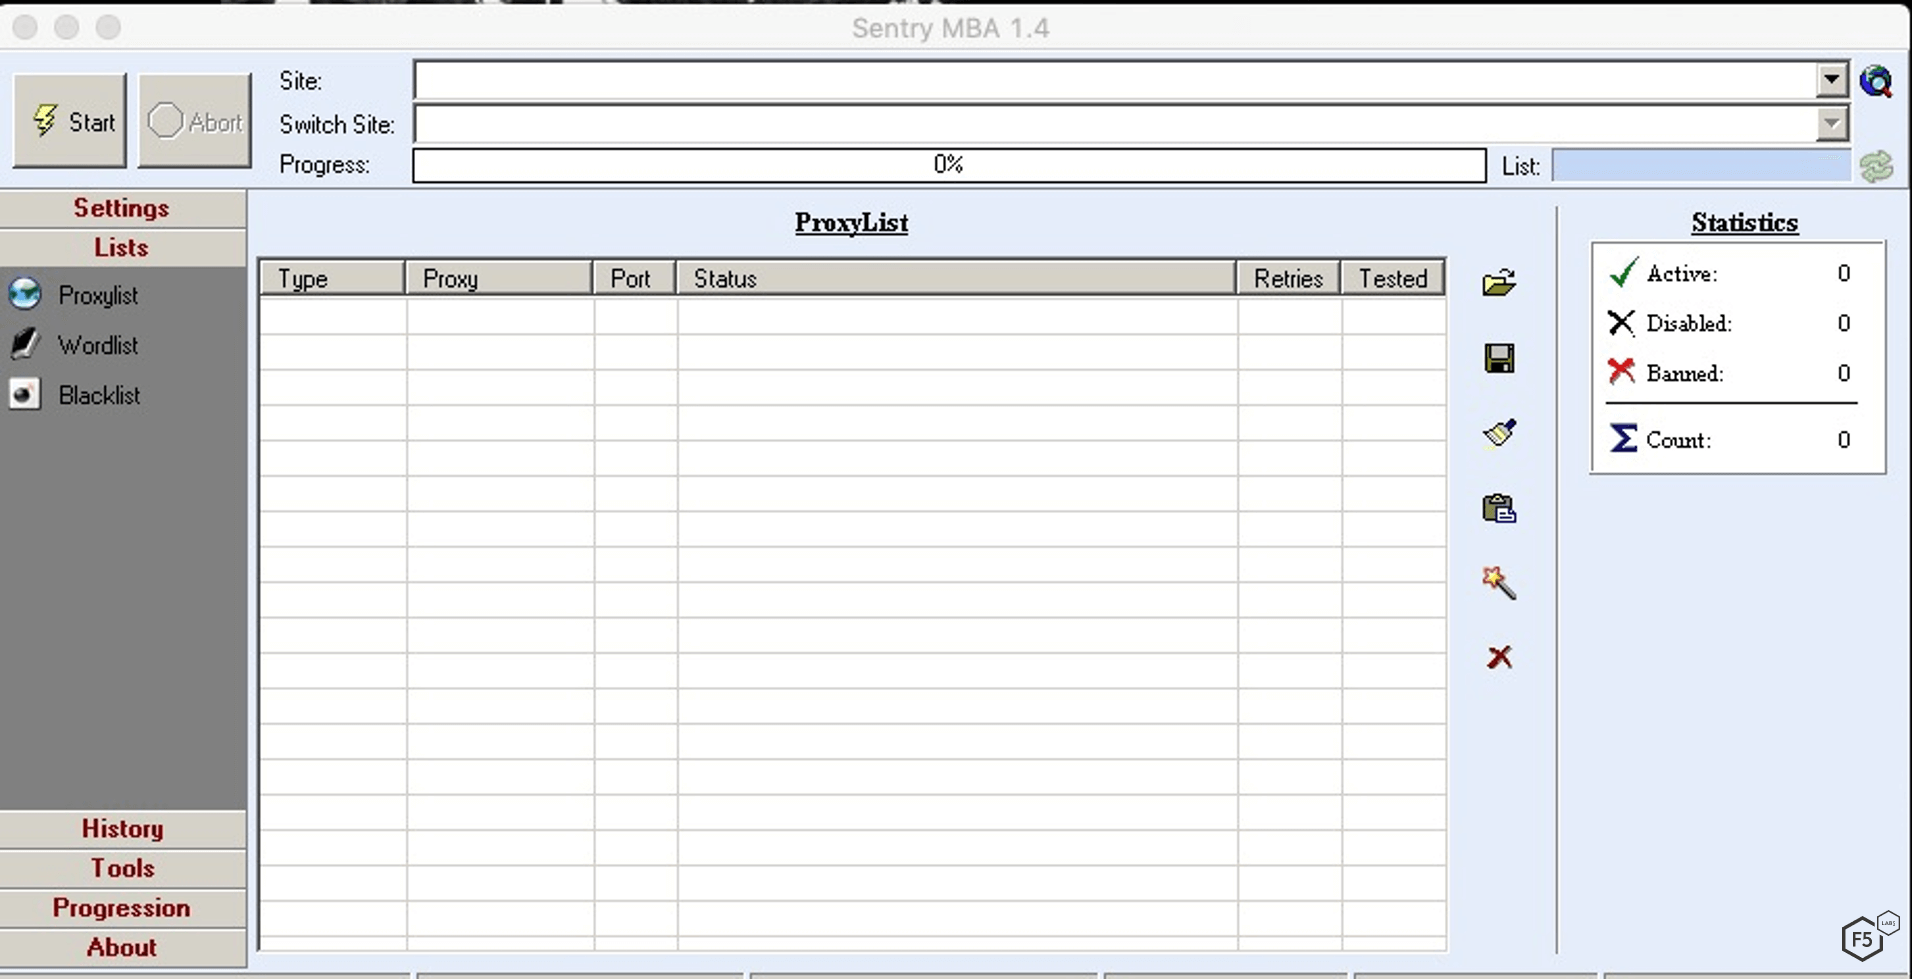 Sentry MBA 1.4
Start
Abort
Site:
Switch Site:
Progress:
0%
List:
Settings
Lists
Proxylist
Wordlist
Blacklist
History
Tools
Progression
About
ProxyList
Type Proxy Port Status Retries Tested
Statistics
Active: 0
Disabled: 0
Banned: 0
Count: 0
F5
LABS